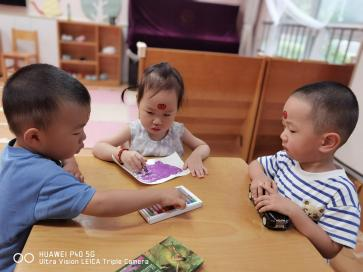 HUAWEI P40 5G
Ultra Vision LEICA Triple Camera